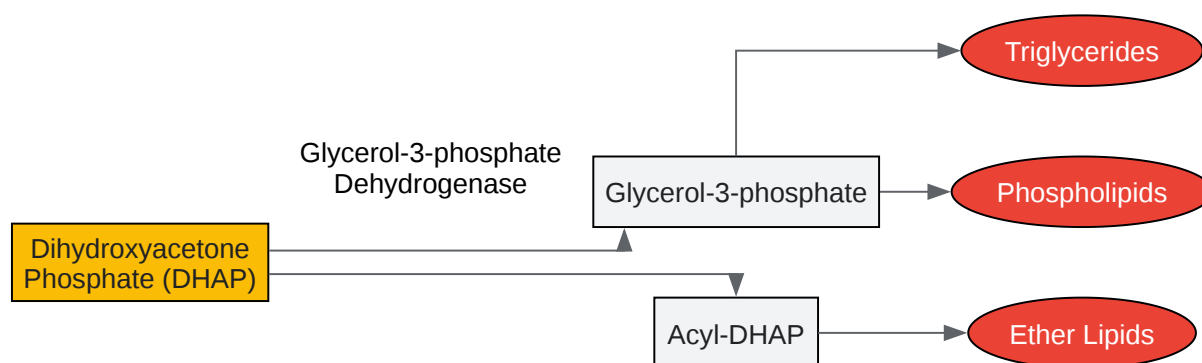 Triglycerides
Glycerol-3-phosphate
Dehydrogenase
Glycerol-3-phosphate
Phospholipids
Dihydroxyacetone
Phosphate (DHAP)
Acyl-DHAP
Ether Lipids